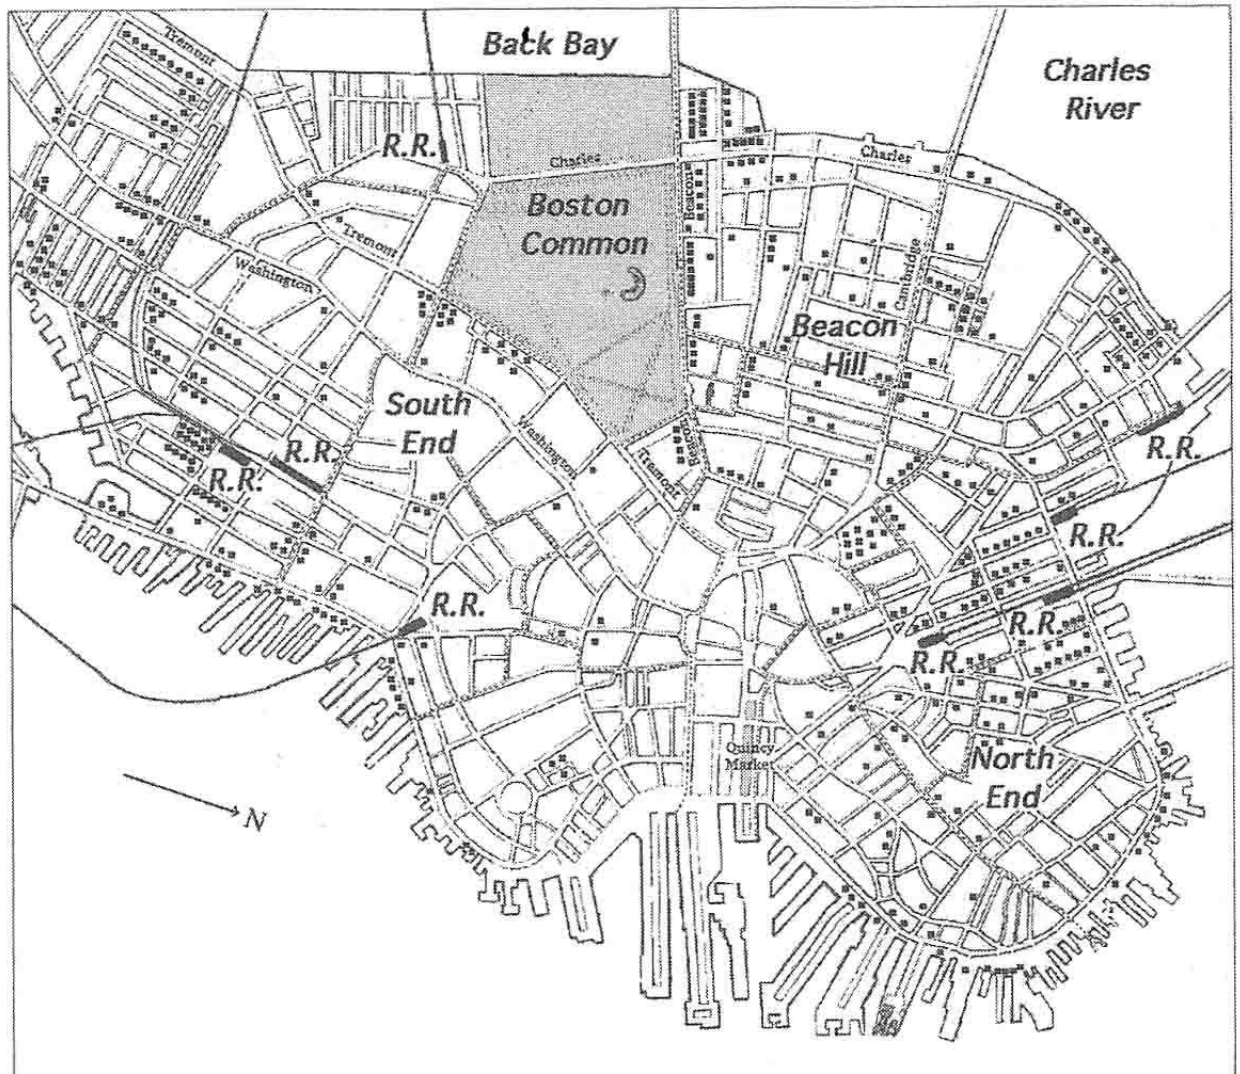 Back Bay
Charles
River
Tremont
R.R.
Charles
Charles
Boston
Common
Beacon
Tremont
Washington
Cambridge
Beacon
Hill
South
End
Washington
Beacon
Tremont
R.R.
R.R.
R.R.
R.R.
R.R.
R.R.
R.R.
Quincy
Market
North
End
N